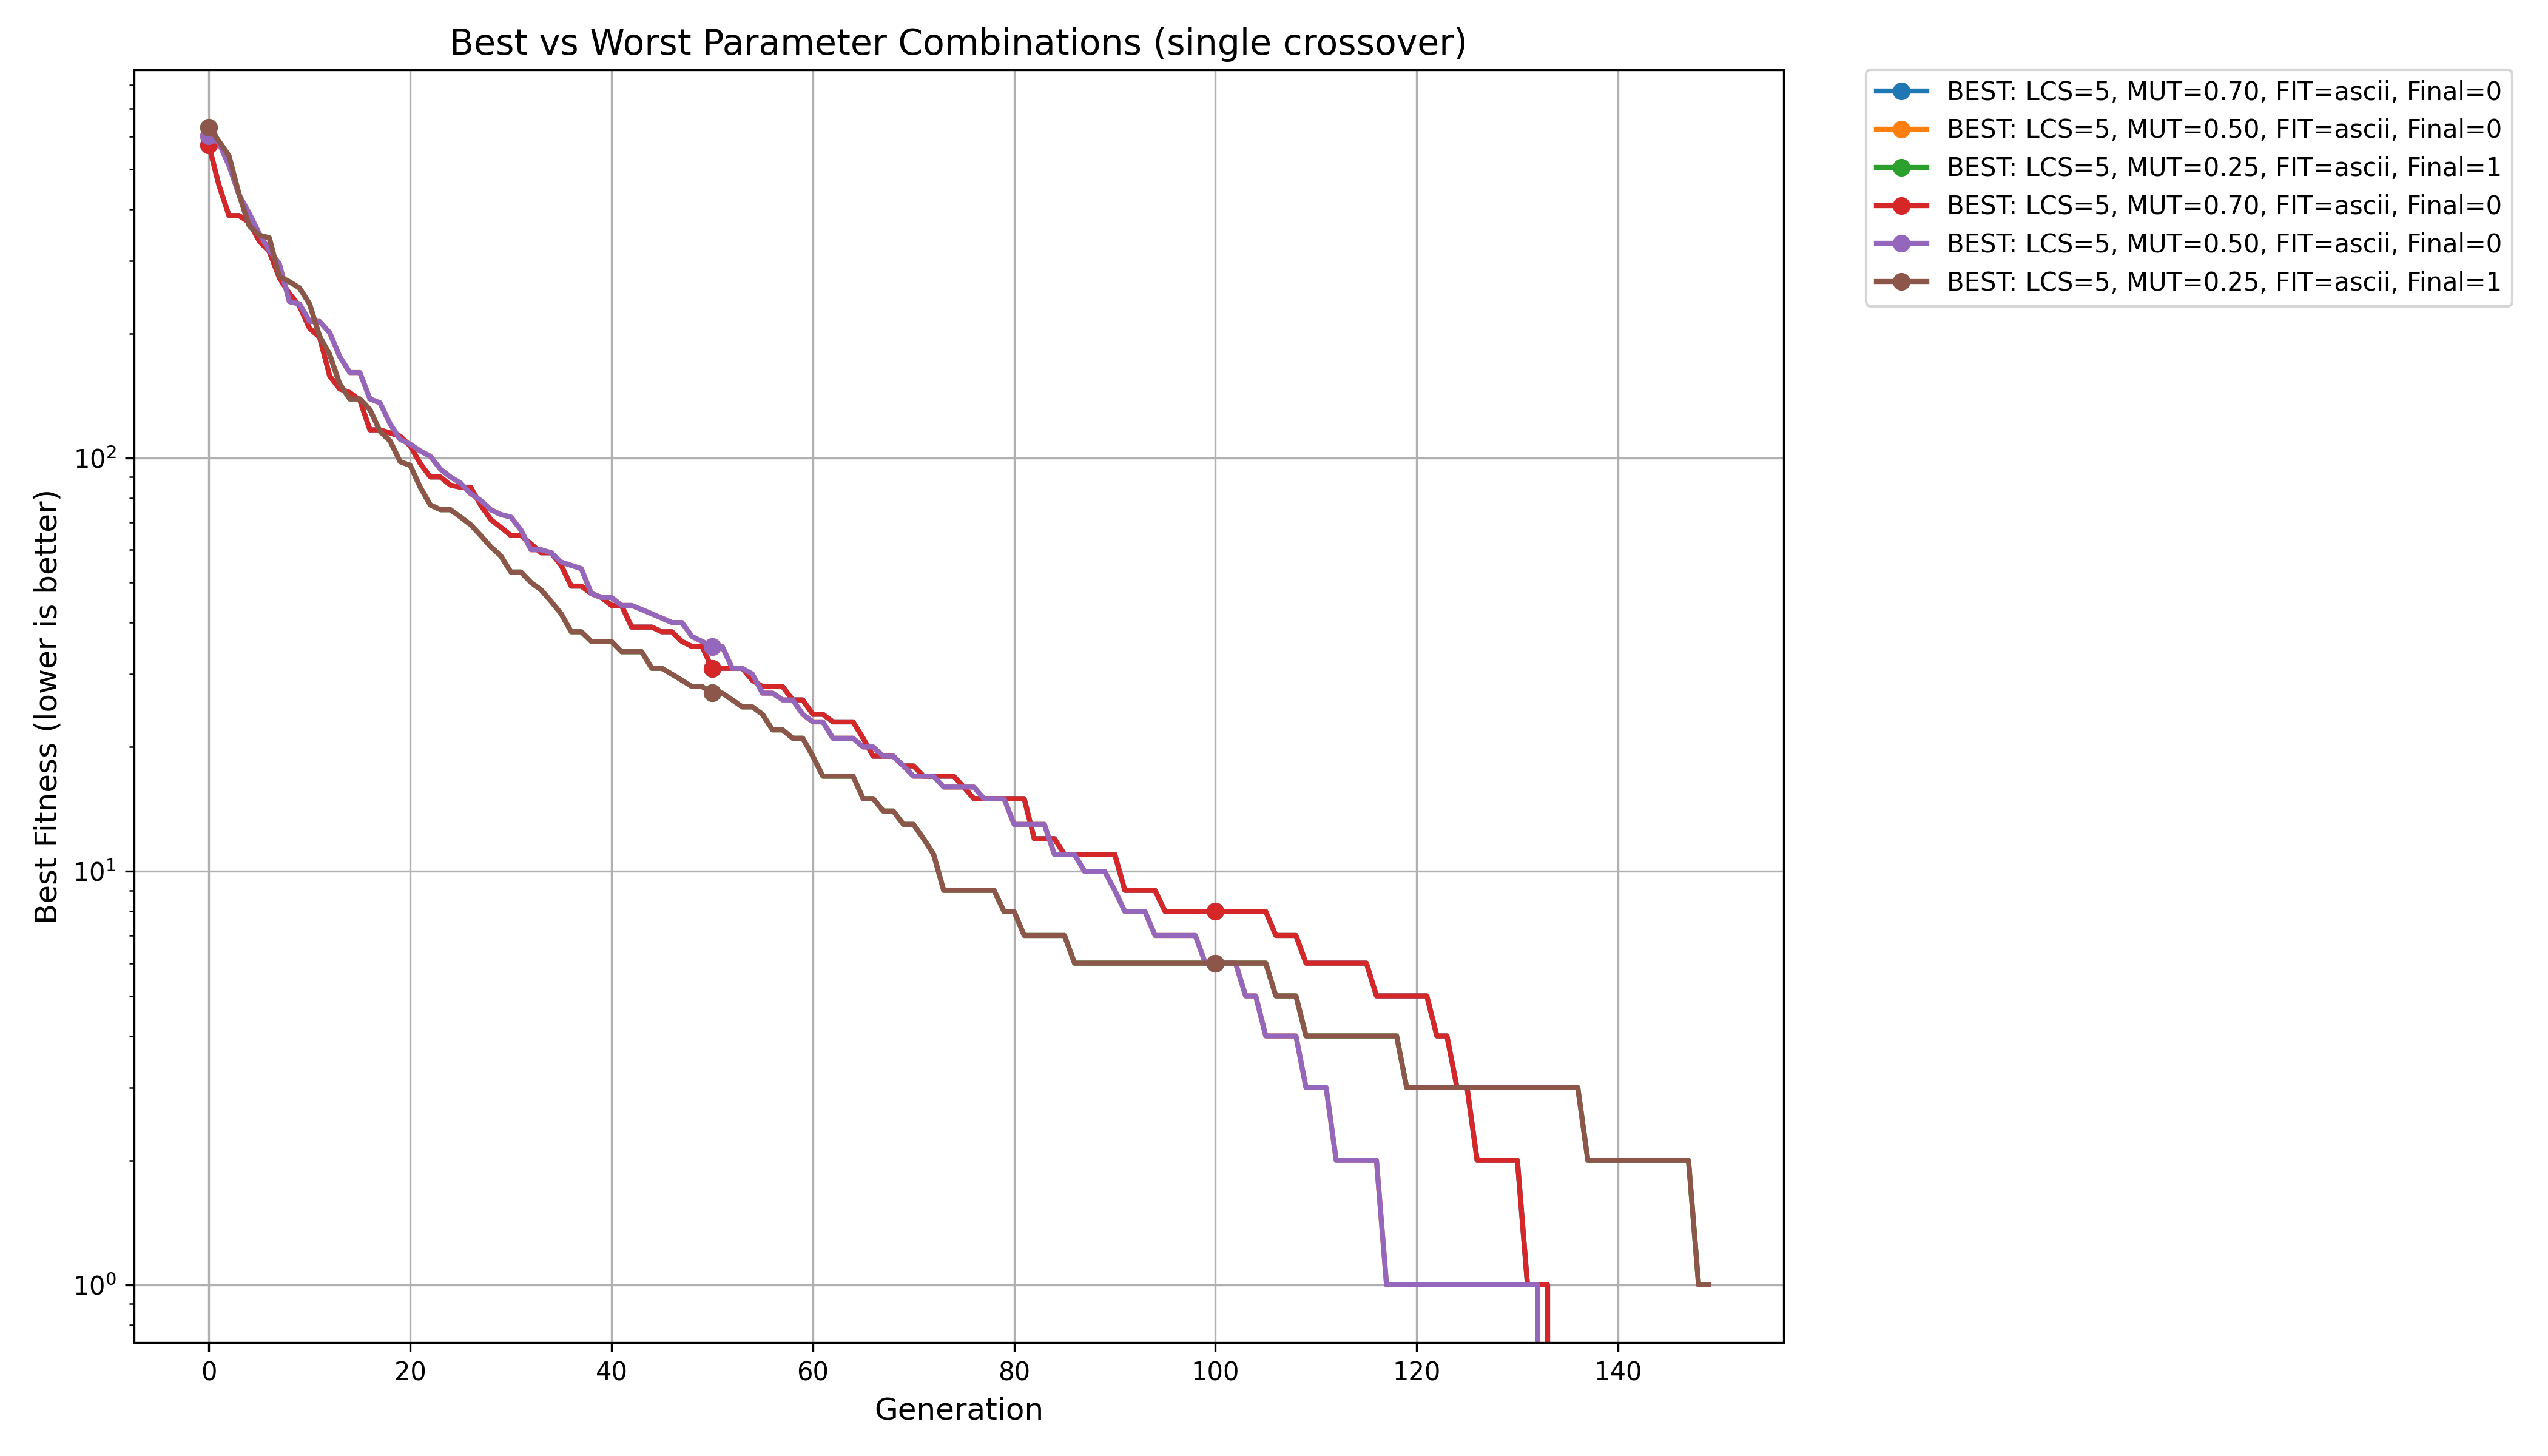 Best vs Worst Parameter Combinations (single crossover)
BEST: LCS=5, MUT=0.70, FIT=ascii, Final=0
BEST: LCS=5, MUT=0.50, FIT=ascii, Final=0
BEST: LCS=5, MUT=0.25, FIT=ascii, Final=1
BEST: LCS=5, MUT=0.70, FIT=ascii, Final=0
BEST: LCS=5, MUT=0.50, FIT=ascii, Final=0
BEST: LCS=5, MUT=0.25, FIT=ascii, Final=1
Best Fitness (lower is better)
10²
10¹
10⁰
0 20 40 60 80 100 120 140
Generation